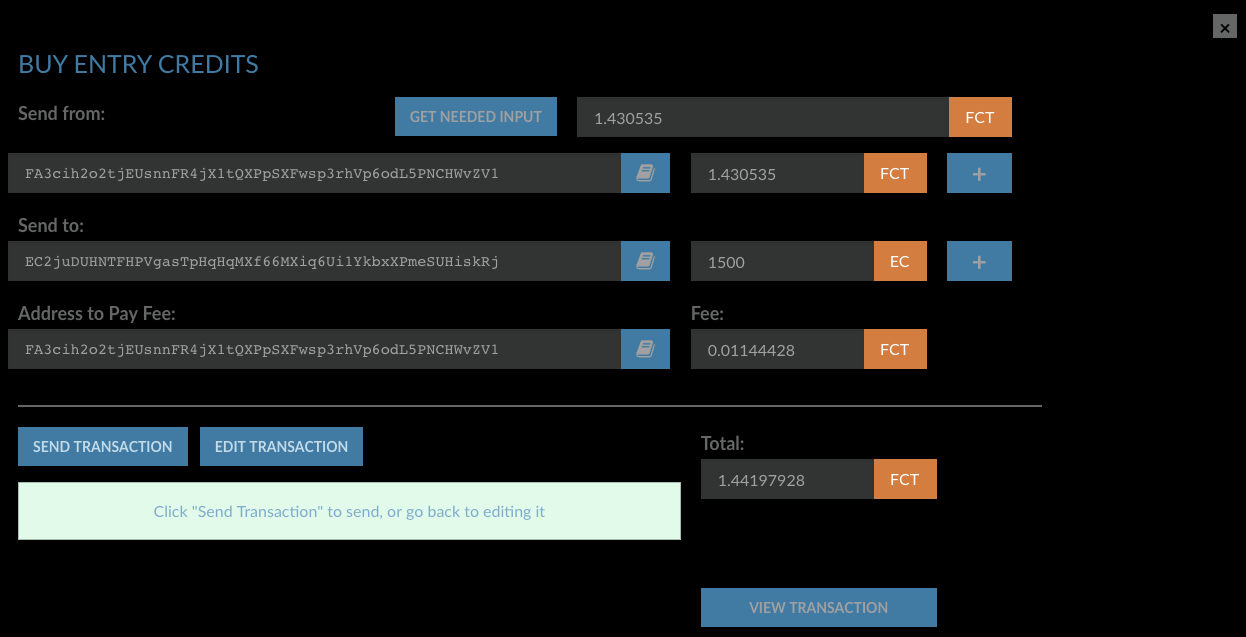 ×
BUY ENTRY CREDITS
Send from:
GET NEEDED INPUT
1.430535 FCT
FA3cih2o2tjEUsnnFR4jX1tQXPpSXFwsp3rhVp6odL5PNCHWvZV1
1.430535 FCT +
Send to:
EC2juDUHNTFHPVgasTpHqHqMXf66MXiq6Ui1YkbxXPmeSUHiskRj
1500 EC +
Address to Pay Fee:
Fee:
FA3cih2o2tjEUsnnFR4jX1tQXPpSXFwsp3rhVp6odL5PNCHWvZV1
0.01144428 FCT
SEND TRANSACTION
EDIT TRANSACTION
Click "Send Transaction" to send, or go back to editing it
Total:
1.44197928 FCT
VIEW TRANSACTION